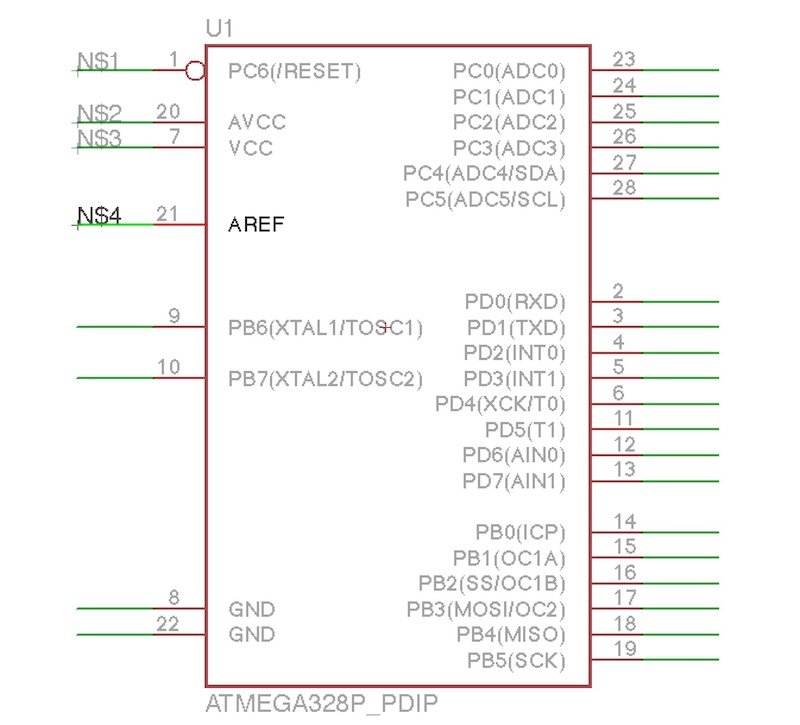 U1
N$1 1 PC6(/RESET) PC0(ADC0) 23
PC1(ADC1) 24
N$2 20 AVCC PC2(ADC2) 25
N$3 7 VCC PC3(ADC3) 26
PC4(ADC4/SDA) 27
PC5(ADC5/SCL) 28
N$4 21 AREF
PD0(RXD) 2
9 PB6(XTAL1/TOSC1) PD1(TXD) 3
PD2(INT0) 4
10 PB7(XTAL2/TOSC2) PD3(INT1) 5
PD4(XCK/T0) 6
PD5(T1) 11
PD6(AIN0) 12
PD7(AIN1) 13
PB0(ICP) 14
PB1(OC1A) 15
PB2(SS/OC1B) 16
8 GND PB3(MOSI/OC2) 17
22 GND PB4(MISO) 18
PB5(SCK) 19
ATMEGA328P_PDIP